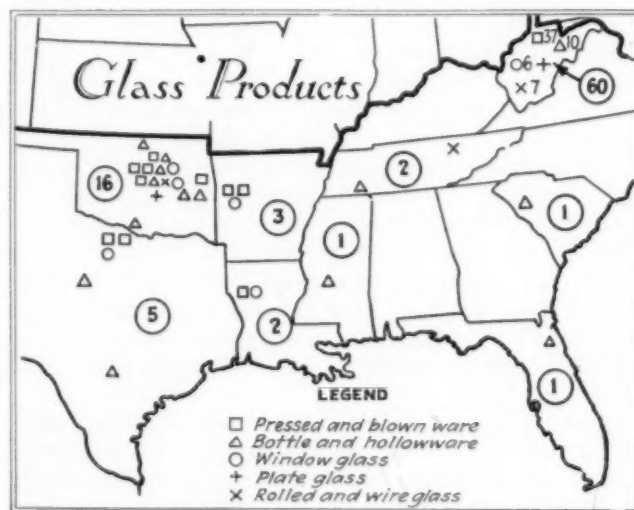 Glass Products
37 10
6
7
60
2
16
3
1
1
5
2
1
LEGEND
Pressed and blown ware
Bottle and hollowware
Window glass
Plate glass
Rolled and wire glass